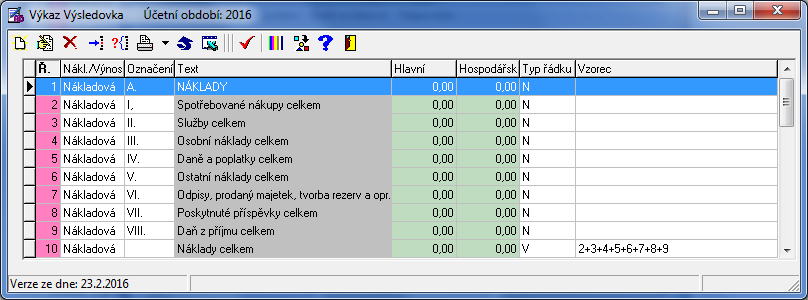 Výkaz Výsledovka Účetní období: 2016
Ř. Nákl./Výnos Označení Text Hlavní Hospodářsk Typ řádku Vzorec
1 Nákladová A. NÁKLADY 0,00 0,00 N
2 Nákladová I, Spotřebované nákupy celkem 0,00 0,00 N
3 Nákladová II. Služby celkem 0,00 0,00 N
4 Nákladová III. Osobní náklady celkem 0,00 0,00 N
5 Nákladová IV. Daně a poplatky celkem 0,00 0,00 N
6 Nákladová V. Ostatní náklady celkem 0,00 0,00 N
7 Nákladová VI. Odpisy, prodaný majetek, tvorba rezerv a opr. 0,00 0,00 N
8 Nákladová VII. Poskytnuté příspěvky celkem 0,00 0,00 N
9 Nákladová VIII. Daň z příjmu celkem 0,00 0,00 N
10 Nákladová Náklady celkem 0,00 0,00 V 2+3+4+5+6+7+8+9
Verze ze dne: 23.2.2016